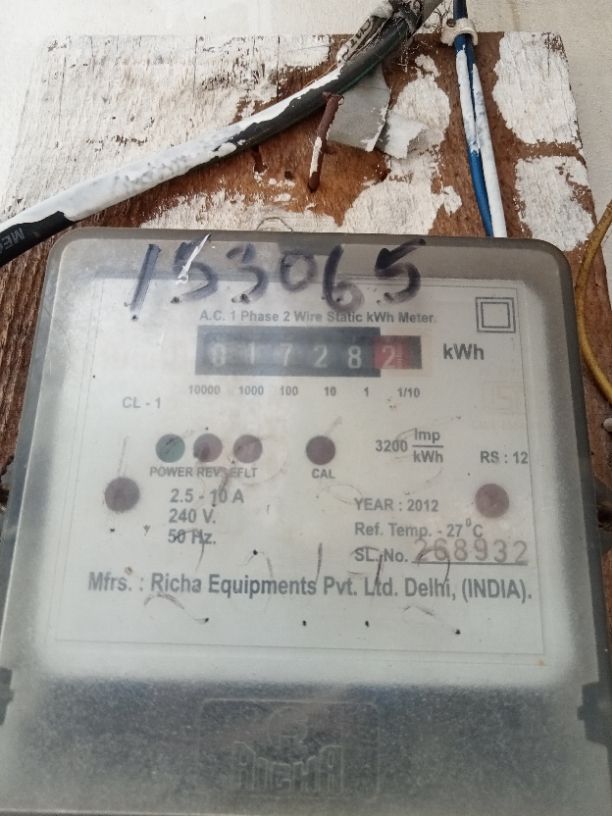 153065
A.C. 1 Phase 2 Wire Static kWh Meter.
017282 kWh
10000 1000 100 10 1 1/10
CL - 1
3200 Imp/kWh
RS : 12
POWER REV EFLT CAL
2.5 - 10 A
240 V.
50 Hz.
YEAR : 2012
Ref. Temp. - 27°C
SL. No. 268932
Mfrs. : Richa Equipments Pvt. Ltd. Delhi, (INDIA).
RICHA